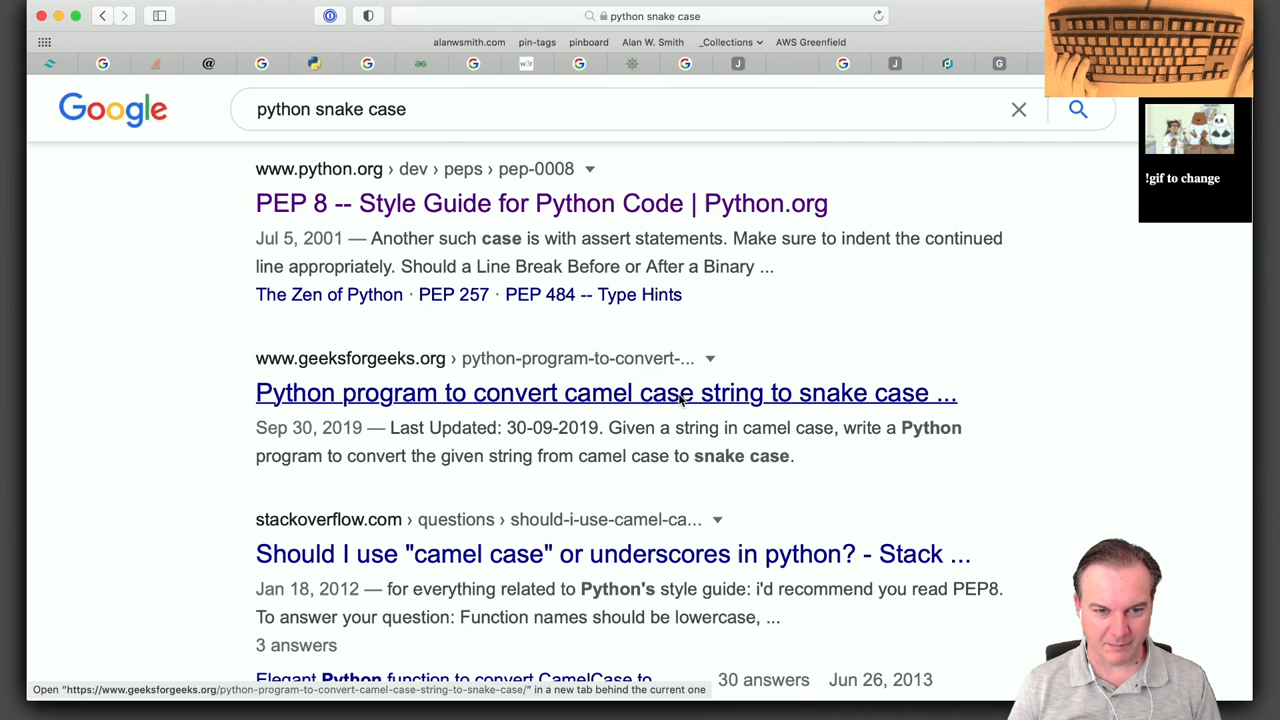 python snake case
alanwsmith.com pin-tags pinboard Alan W. Smith _Collections AWS Greenfield
Google
python snake case
www.python.org › dev › peps › pep-0008
PEP 8 -- Style Guide for Python Code | Python.org
Jul 5, 2001 — Another such case is with assert statements. Make sure to indent the continued
line appropriately. Should a Line Break Before or After a Binary ...
The Zen of Python · PEP 257 · PEP 484 -- Type Hints
!gif to change
www.geeksforgeeks.org › python-program-to-convert-...
Python program to convert camel case string to snake case ...
Sep 30, 2019 — Last Updated: 30-09-2019. Given a string in camel case, write a Python
program to convert the given string from camel case to snake case.
stackoverflow.com › questions › should-i-use-camel-ca...
Should I use "camel case" or underscores in python? - Stack ...
Jan 18, 2012 — for everything related to Python's style guide: i'd recommend you read PEP8.
To answer your question: Function names should be lowercase, ...
3 answers
Elegant Python function to convert CamelCase to 30 answers Jun 26, 2013
Open "https://www.geeksforgeeks.org/python-program-to-convert-camel-case-string-to-snake-case/" in a new tab behind the current one